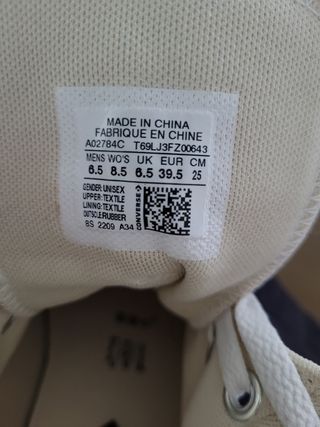 MADE IN CHINA
FABRIQUE EN CHINE
A02784C T69LJ3FZ00643
MENS WO'S UK EUR CM
6.5 8.5 6.5 39.5 25
GENDER: UNISEX
UPPER: TEXTILE
LINING: TEXTILE
OUTSOLE: RUBBER
BS 2209 A34
CONVERSE